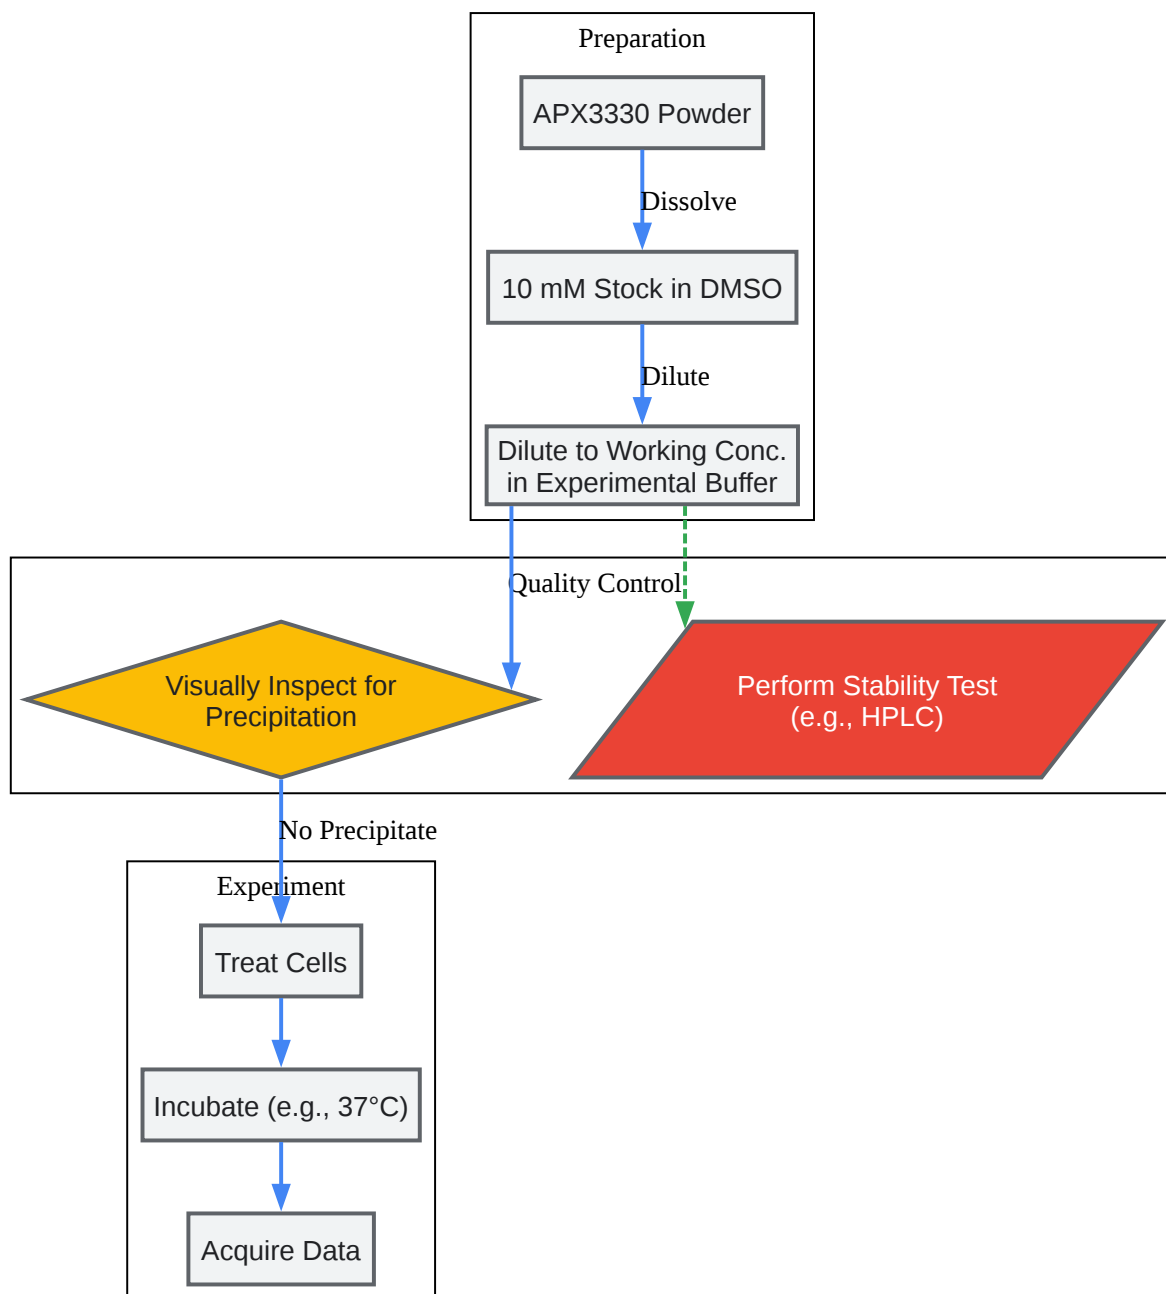 Preparation
APX3330 Powder
Dissolve
10 mM Stock in DMSO
Dilute
Dilute to Working Conc.
in Experimental Buffer
Quality Control
Visually Inspect for
Precipitation
Perform Stability Test
(e.g., HPLC)
No Precipitate
Experiment
Treat Cells
Incubate (e.g., 37°C)
Acquire Data